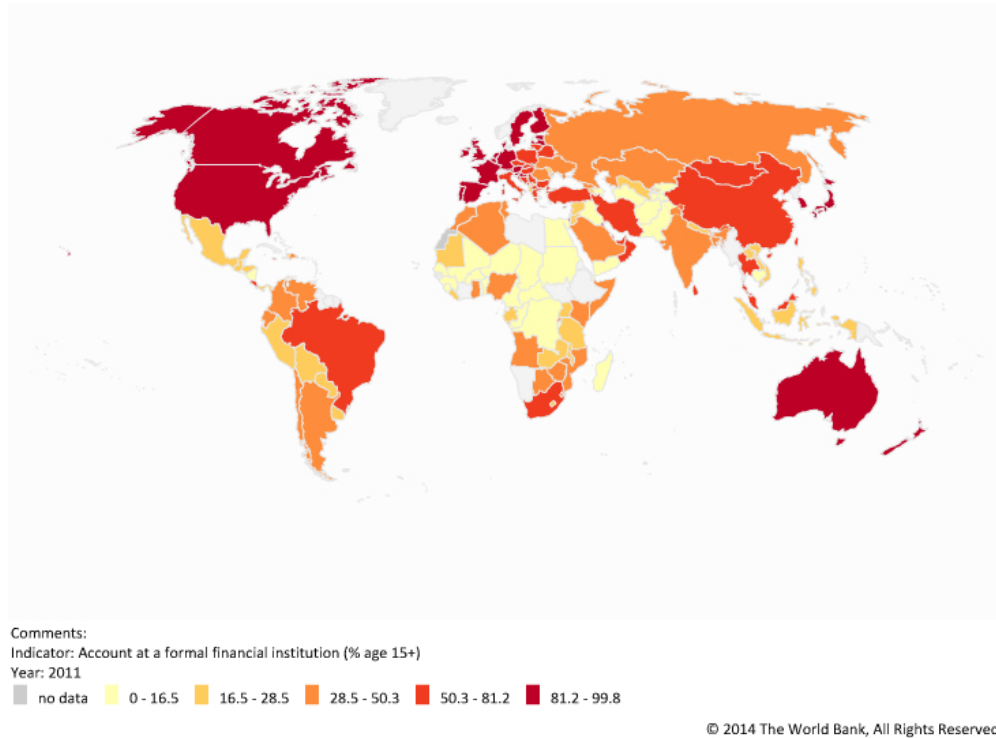 Comments:
Indicator: Account at a formal financial institution (% age 15+)
Year: 2011
no data 0 - 16.5 16.5 - 28.5 28.5 - 50.3 50.3 - 81.2 81.2 - 99.8
© 2014 The World Bank, All Rights Reserved